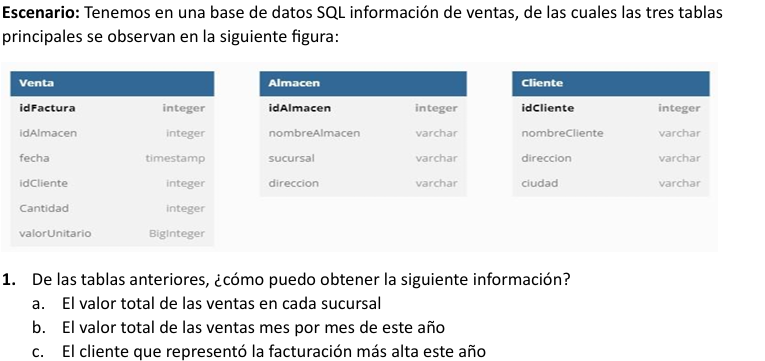 Escenario: Tenemos en una base de datos SQL información de ventas, de las cuales las tres tablas
principales se observan en la siguiente figura:
Venta
idFactura integer
idAlmacen integer
fecha timestamp
idCliente integer
Cantidad integer
valorUnitario BigInteger
Almacen
idAlmacen integer
nombreAlmacen varchar
sucursal varchar
direccion varchar
Cliente
idCliente integer
nombreCliente varchar
direccion varchar
ciudad varchar
1. De las tablas anteriores, ¿cómo puedo obtener la siguiente información?
a. El valor total de las ventas en cada sucursal
b. El valor total de las ventas mes por mes de este año
c. El cliente que representó la facturación más alta este año